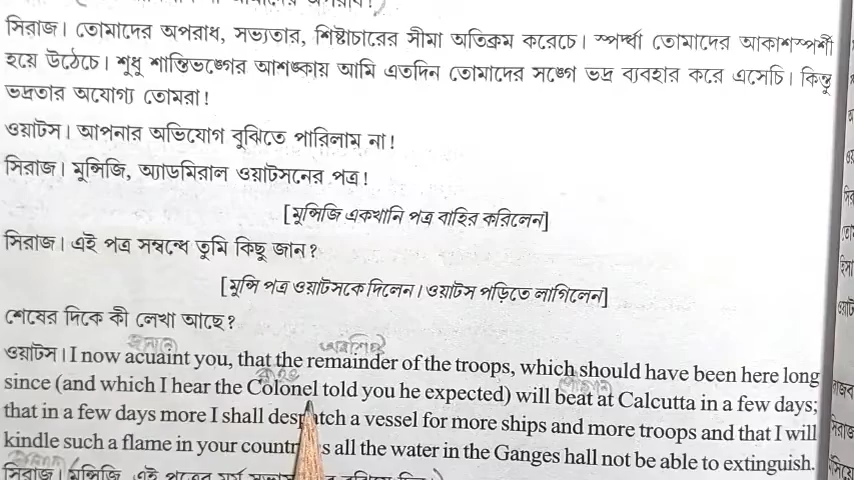 সিরাজ। তোমাদের অপরাধ, সভ্যতার, শিষ্টাচারের সীমা অতিক্রম করেচে। স্পর্ধা তোমাদের আকাশস্পর্শী
হয়ে উঠেচে। শুধু শান্তিভঙ্গের আশঙ্কায় আমি এতদিন তোমাদের সঙ্গে ভদ্র ব্যবহার করে এসেচি। কিন্তু
ভদ্রতার অযোগ্য তোমরা!
ওয়াটস। আপনার অভিযোগ বুঝিতে পারিলাম না!
সিরাজ। মুন্সিজি, অ্যাডমিরাল ওয়াটসনের পত্র!
[মুন্সিজি একখানি পত্র বাহির করিলেন]
সিরাজ। এই পত্র সম্বন্ধে তুমি কিছু জান?
[মুন্সি পত্র ওয়াটসকে দিলেন। ওয়াটস পড়িতে লাগিলেন]
শেষের দিকে কী লেখা আছে?
অবশিষ্ট
ওয়াটস। I now acuaint you, that the remainder of the troops, which should have been here long
since (and which I hear the Colonel told you he expected) will beat at Calcutta in a few days;
that in a few days more I shall despatch a vessel for more ships and more troops and that I will
kindle such a flame in your all the water in the Ganges hall not be able to extinguish.
সিরাজ। মুন্সিজি, এই পত্রের মর্ম